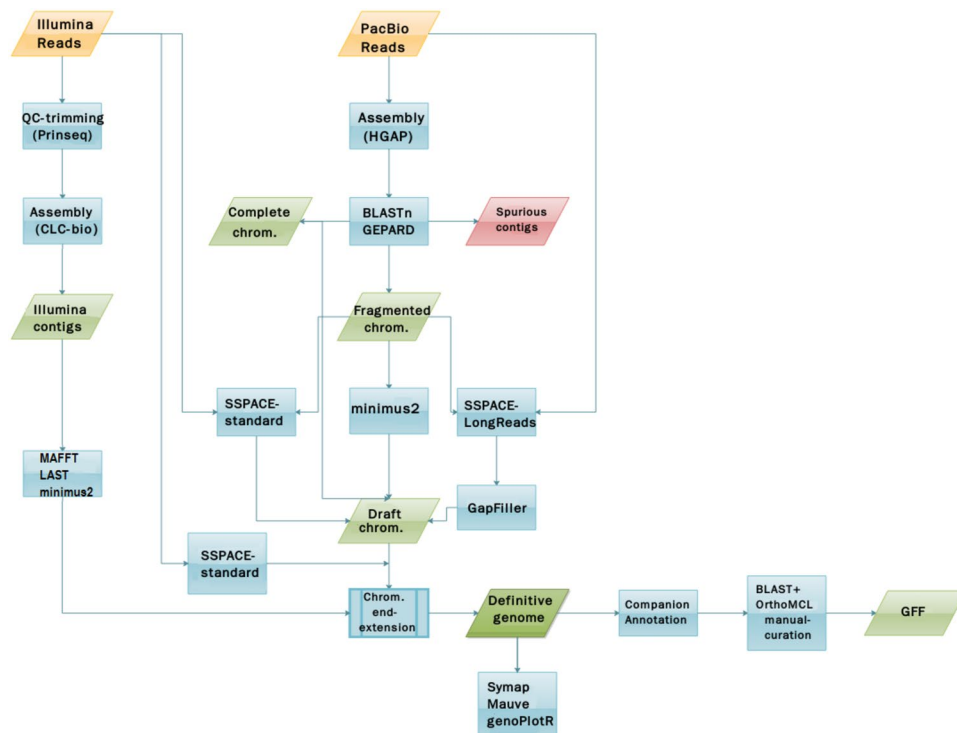 Illumina
Reads
PacBio
Reads
QC-trimming
(Prinseq)
Assembly
(HGAP)
Assembly
(CLC-bio)
Complete
chrom.
BLASTn
GEPARD
Spurious
contigs
Illumina
contigs
Fragmented
chrom.
SSPACE-
standard
minimus2
SSPACE-
LongReads
MAFFT
LAST
minimus2
Draft
chrom.
GapFiller
SSPACE-
standard
Chrom.
end-
extension
Definitive
genome
Companion
Annotation
BLAST+
OrthoMCL
manual-
curation
GFF
Symap
Mauve
genoPlotR